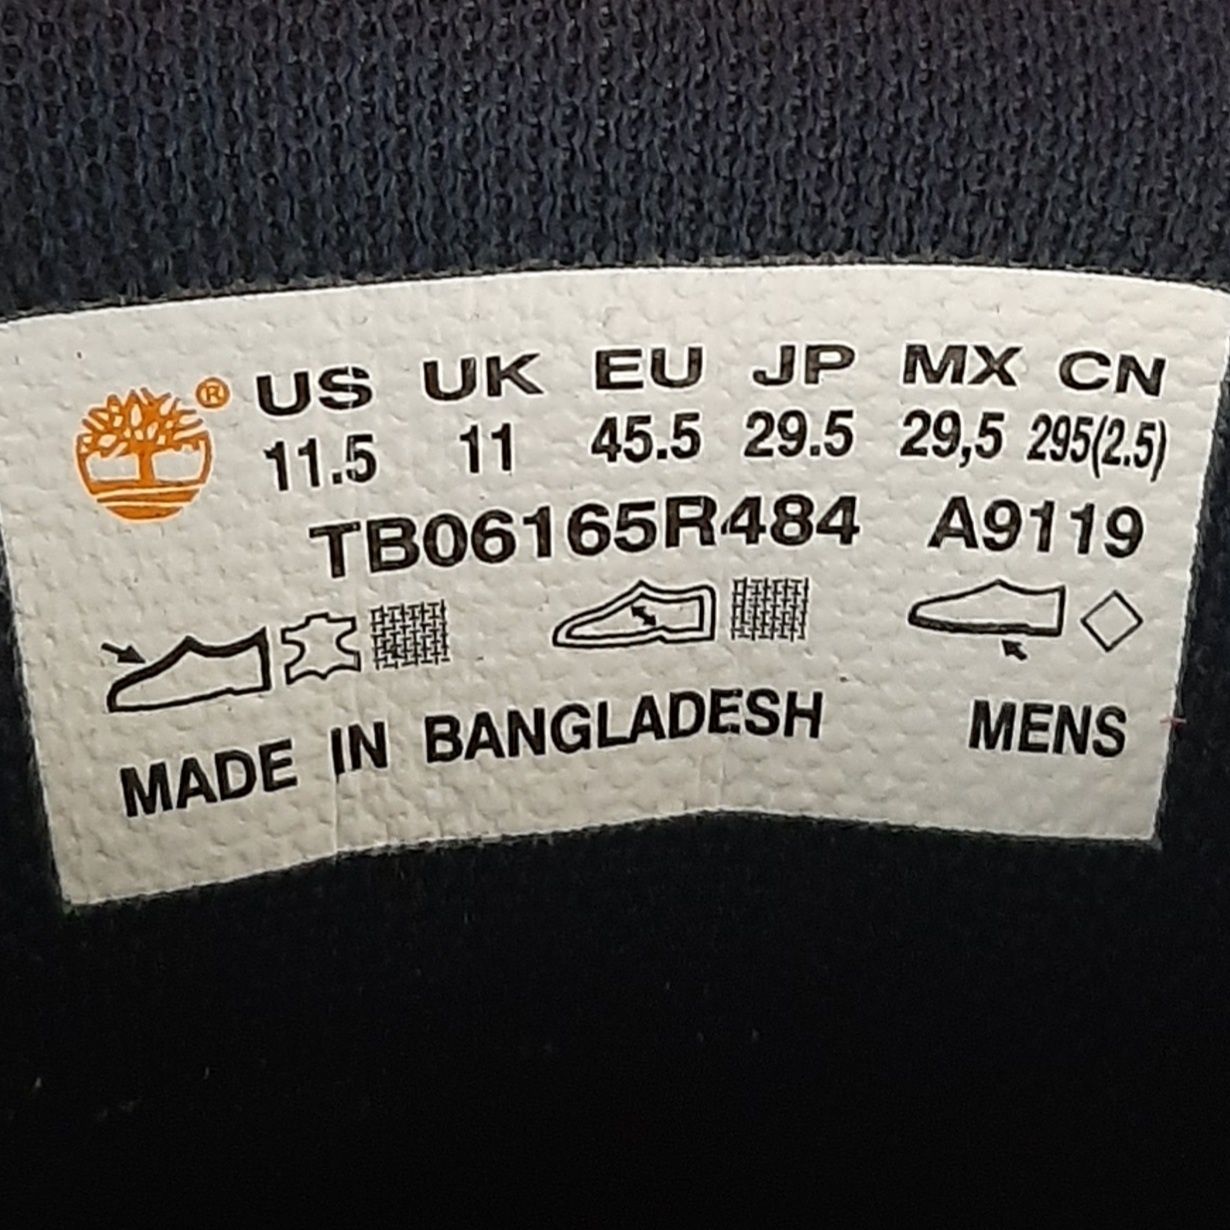 ® US UK EU JP MX CN
11.5 11 45.5 29.5 29,5 295(2.5)
TB06165R484 A9119
MADE IN BANGLADESH MENS